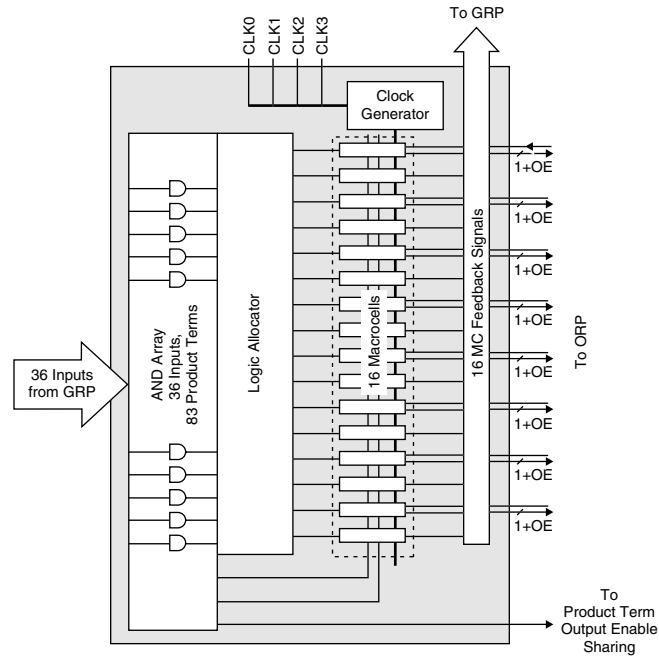 To GRP
CLK0
CLK1
CLK2
CLK3
Clock
Generator
1+OE
1+OE
1+OE
1+OE
1+OE
1+OE
1+OE
1+OE
36 Inputs
from GRP
AND Array
36 Inputs,
83 Product Terms
Logic Allocator
16 Macrocells
16 MC Feedback Signals
To ORP
To
Product Term
Output Enable
Sharing